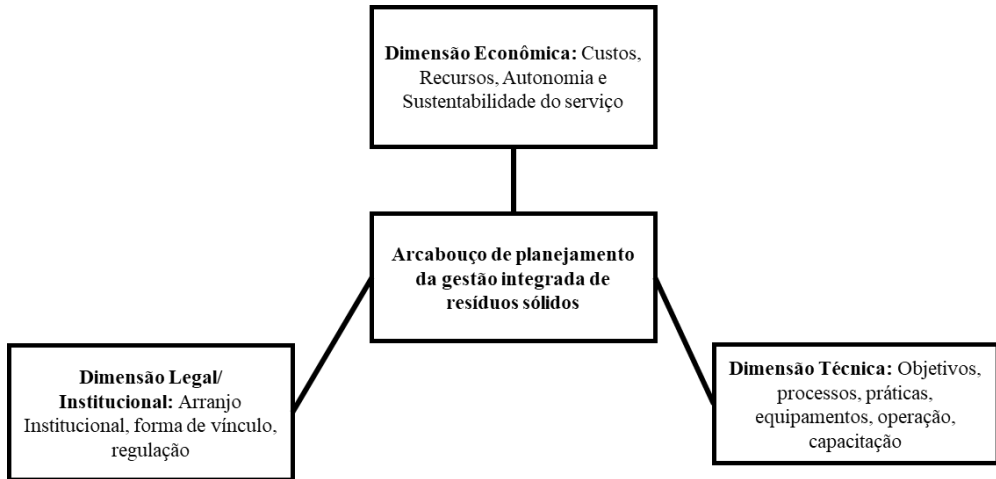 Dimensão Econômica: Custos,
Recursos, Autonomia e
Sustentabilidade do serviço
Arcabouço de planejamento
da gestão integrada de
resíduos sólidos
Dimensão Legal/
Institucional: Arranjo
Institucional, forma de vínculo,
regulação
Dimensão Técnica: Objetivos,
processos, práticas,
equipamentos, operação,
capacitação